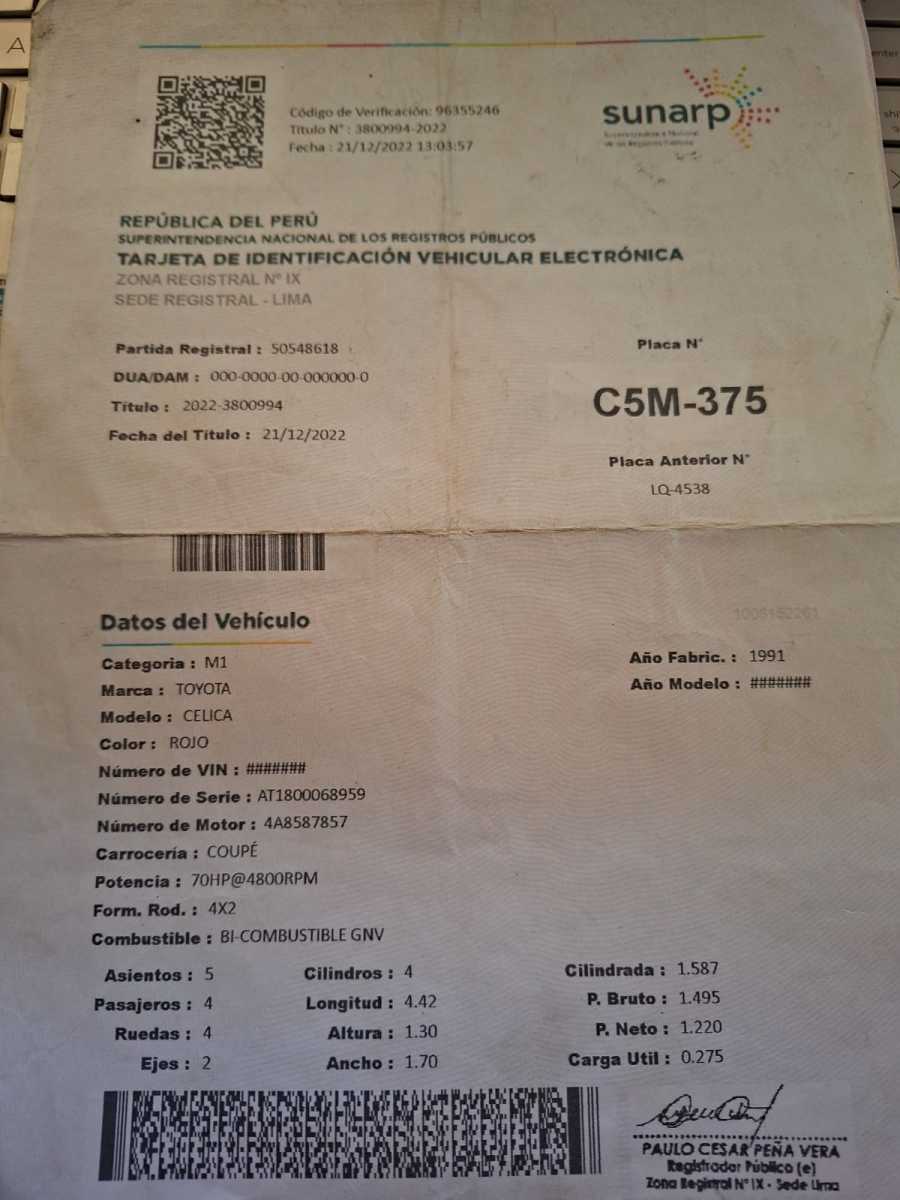 Código de Verificación: 96355246
Título N° : 3800994-2022
Fecha : 21/12/2022 13:03:57
sunarp
Superintendencia Nacional
de los Registros Públicos
REPÚBLICA DEL PERÚ
SUPERINTENDENCIA NACIONAL DE LOS REGISTROS PÚBLICOS
TARJETA DE IDENTIFICACIÓN VEHICULAR ELECTRÓNICA
ZONA REGISTRAL N° IX
SEDE REGISTRAL - LIMA
Partida Registral : 50548618
DUA/DAM : 000-0000-00-000000-0
Título : 2022-3800994
Fecha del Título : 21/12/2022
Placa N°
C5M-375
Placa Anterior N°
LQ-4538
Datos del Vehículo
Categoria : M1
Marca : TOYOTA
Modelo : CELICA
Color : ROJO
Número de VIN : #######
Número de Serie : AT1800068959
Número de Motor : 4A8587857
Carrocería : COUPÉ
Potencia : 70HP@4800RPM
Form. Rod. : 4X2
Combustible : BI-COMBUSTIBLE GNV
Año Fabric. : 1991
Año Modelo : #######
Asientos : 5 Cilindros : 4 Cilindrada : 1.587
Pasajeros : 4 Longitud : 4.42 P. Bruto : 1.495
Ruedas : 4 Altura : 1.30 P. Neto : 1.220
Ejes : 2 Ancho : 1.70 Carga Util : 0.275
PAULO CESAR PEÑA VERA
Registrador Público (e)
Zona Registral N° IX - Sede Lima
A
enter